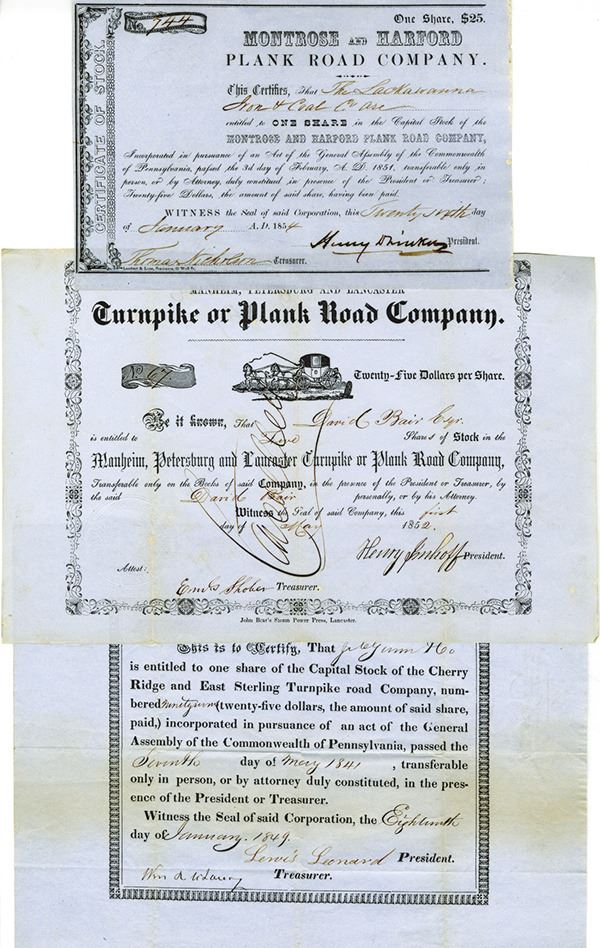 CERTIFICATE OF STOCK.
No. 144
One Share, $25.
MONTROSE AND HARFORD
PLANK ROAD COMPANY.
This Certifies, That The Lackawanna
Iron & Coal Co are
entitled to ONE SHARE in the Capital Stock of the
MONTROSE AND HARFORD PLANK ROAD COMPANY,
Incorporated in pursuance of an Act of the General Assembly of the Commonwealth
of Pennsylvania, passed the 3d day of February, A. D. 1851, transferable only in
person, or by Attorney, duly constituted in presence of the President or Treasurer;
Twenty-five Dollars, the amount of said share, having been paid.
WITNESS the Seal of said Corporation, this Twenty Sixth day
of January A. D. 1854
Henry Drinker President.
Thomas Nicholson Treasurer.
MANHEIM, PETERSBURG AND LANCASTER
Turnpike or Plank Road Company.
No 67
Twenty-Five Dollars per Share.
Be it known, That David Bair Esqr.
is entitled to Five Shares of Stock in the
Manheim, Petersburg and Lancaster Turnpike or Plank Road Company,
Transferable only on the Books of said Company, in the presence of the President or Treasurer, by
the said David Bair personally, or by his Attorney.
Witness the Seal of said Company, this first
day of May 1852.
Cancelled
Henry Imhoff President.
Attest:
Treasurer.
John Bear's Steam Power Press, Lancaster.
This is to Certify, That
is entitled to one share of the Capital Stock of the Cherry
Ridge and East Sterling Turnpike road Company, num-
bered (twenty-five dollars, the amount of said share,
paid,) incorporated in pursuance of an act of the General
Assembly of the Commonwealth of Pennsylvania, passed the
Seventh day of May 1841, transferable
only in person, or by attorney duly constituted, in the pres-
ence of the President or Treasurer.
Witness the Seal of said Corporation, the Eighteenth
day of January. 1849.
Lewis Leonard President.
Treasurer.